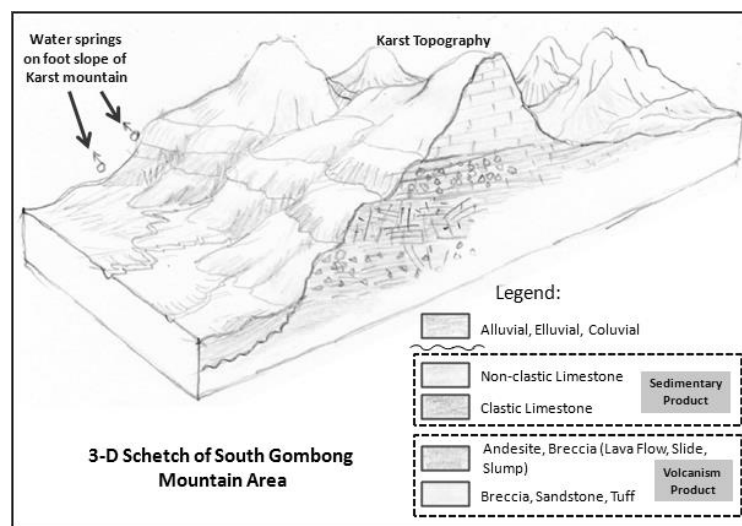 Water springs
on foot slope of
Karst mountain
Karst Topography
Legend:
Alluvial, Elluvial, Coluvial
Non-clastic Limestone
Clastic Limestone
Sedimentary
Product
Andesite, Breccia (Lava Flow, Slide,
Slump)
Breccia, Sandstone, Tuff
Volcanism
Product
3-D Schetch of South Gombong
Mountain Area